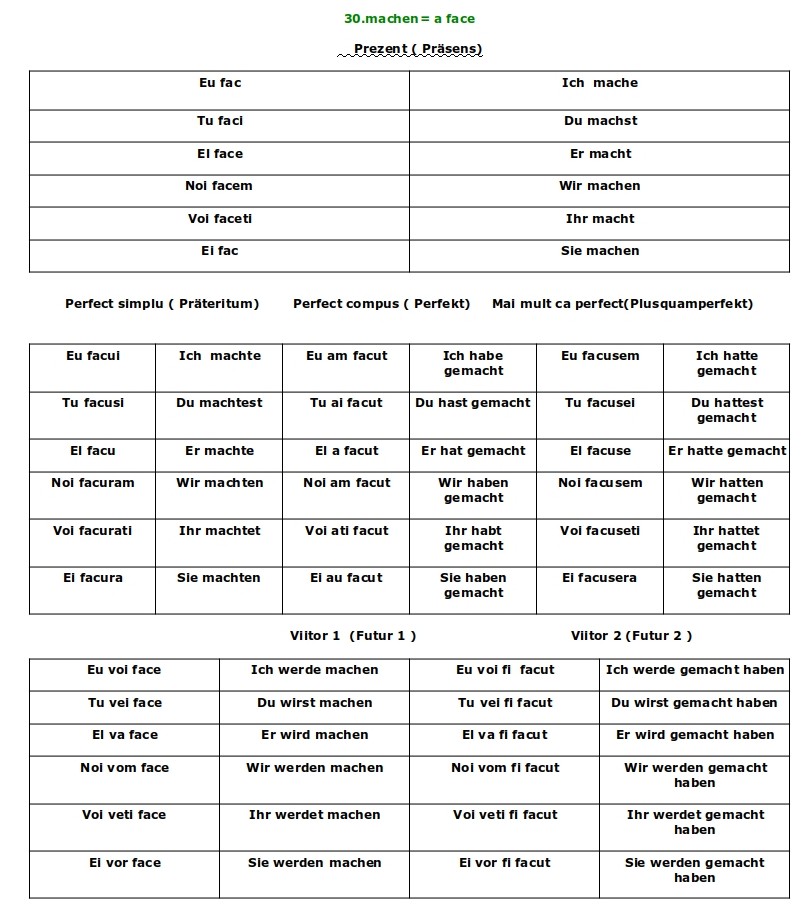 30.machen= a face
Prezent ( Präsens)
Eu fac Ich mache
Tu faci Du machst
El face Er macht
Noi facem Wir machen
Voi faceti Ihr macht
Ei fac Sie machen
Perfect simplu ( Präteritum) Perfect compus ( Perfekt) Mai mult ca perfect(Plusquamperfekt)
Eu facui Ich machte Eu am facut Ich habe Eu facusem Ich hatte
gemacht gemacht
Tu facusi Du machtest Tu ai facut Du hast gemacht Tu facusei Du hattest
gemacht
El facu Er machte El a facut Er hat gemacht El facuse Er hatte gemacht
Noi facuram Wir machten Noi am facut Wir haben Noi facusem Wir hatten
gemacht gemacht
Voi facurati Ihr machtet Voi ati facut Ihr habt Voi facuseti Ihr hattet
gemacht gemacht
Ei facura Sie machten Ei au facut Sie haben Ei facusera Sie hatten
gemacht gemacht
Viitor 1 (Futur 1 ) Viitor 2 (Futur 2 )
Eu voi face Ich werde machen Eu voi fi facut Ich werde gemacht haben
Tu vei face Du wirst machen Tu vei fi facut Du wirst gemacht haben
El va face Er wird machen El va fi facut Er wird gemacht haben
Noi vom face Wir werden machen Noi vom fi facut Wir werden gemacht
haben
Voi veti face Ihr werdet machen Voi veti fi facut Ihr werdet gemacht
haben
Ei vor face Sie werden machen Ei vor fi facut Sie werden gemacht
haben